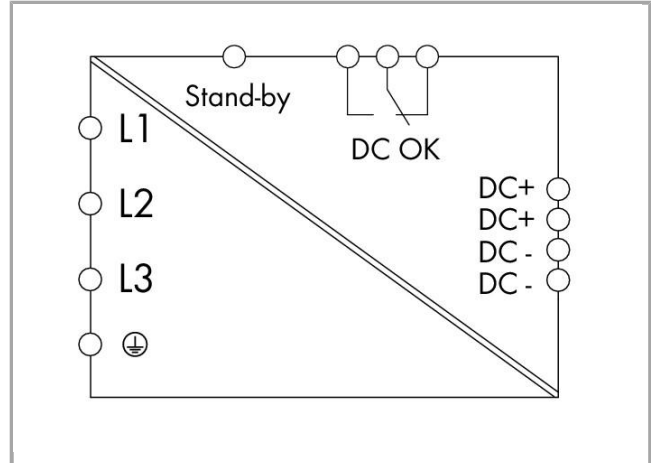 Stand-by
DC OK
L1
L2
L3
DC+
DC+
DC -
DC -